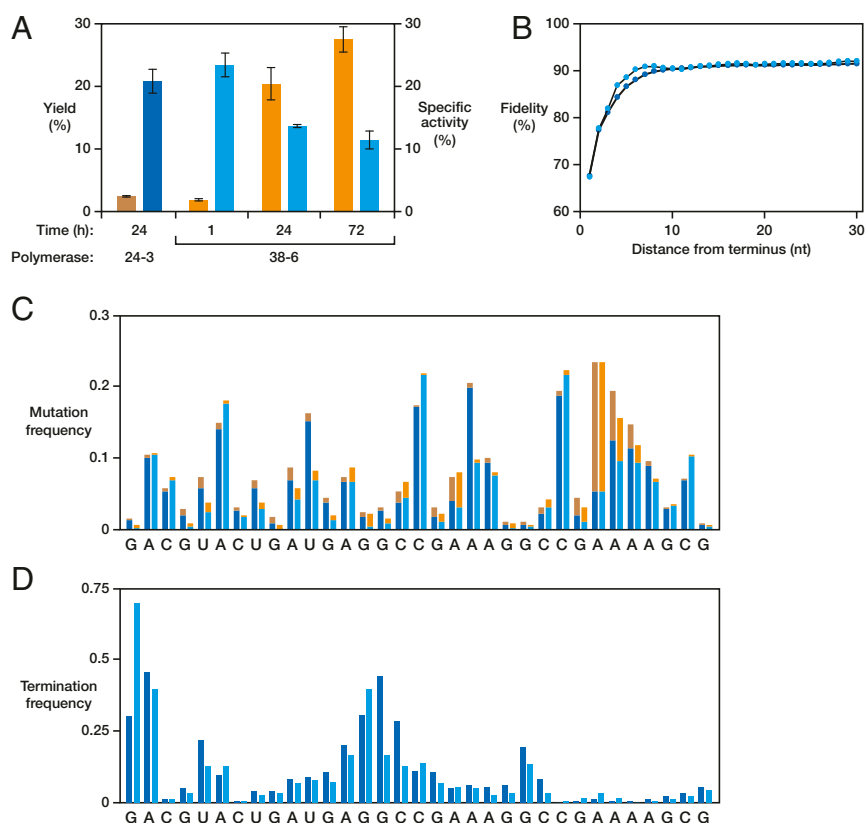 A
30
20
10
0
Yield
(%)
30
20
10
0
Specific
activity
(%)
Time (h): 24 1 24 72
Polymerase: 24-3 38-6
B
100
90
80
70
60
Fidelity
(%)
0 10 20 30
Distance from terminus (nt)
C
0.3
0.2
0.1
0
Mutation
frequency
G A C G U A C U G A U G A G G C C G A A A G G C C G A A A A G C G
D
0.75
0.5
0.25
0
Termination
frequency
G A C G U A C U G A U G A G G C C G A A A G G C C G A A A A G C G